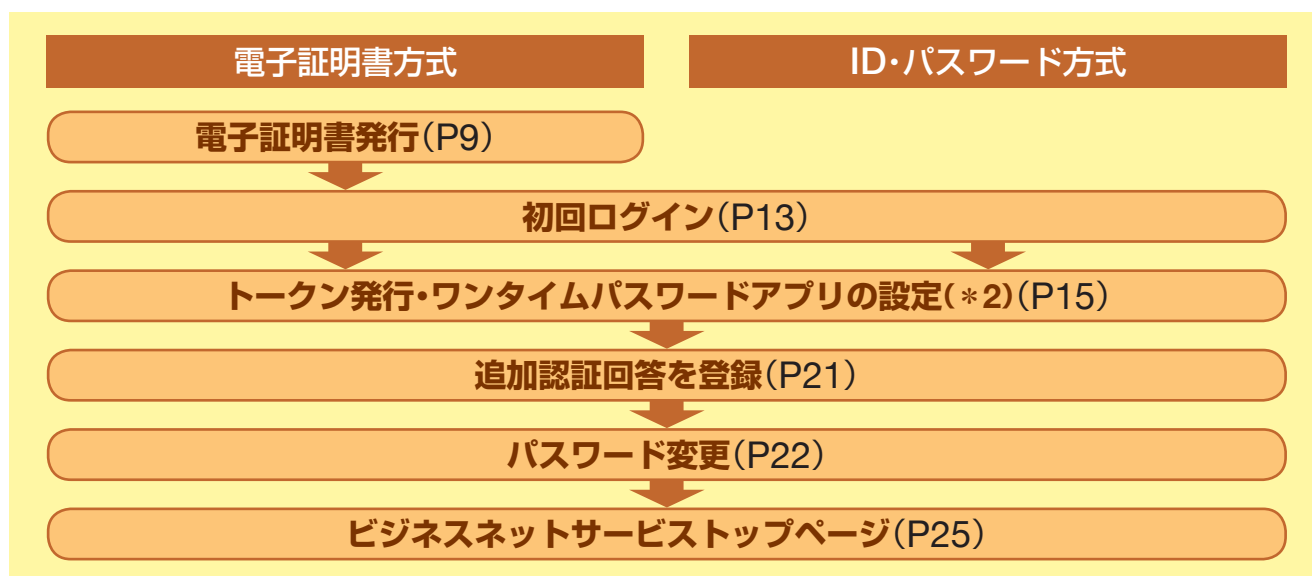 電子証明書方式
ID・パスワード方式
電子証明書発行(P9)
初回ログイン(P13)
トークン発行・ワンタイムパスワードアプリの設定(*2)(P15)
追加認証回答を登録(P21)
パスワード変更(P22)
ビジネスネットサービストップページ(P25)